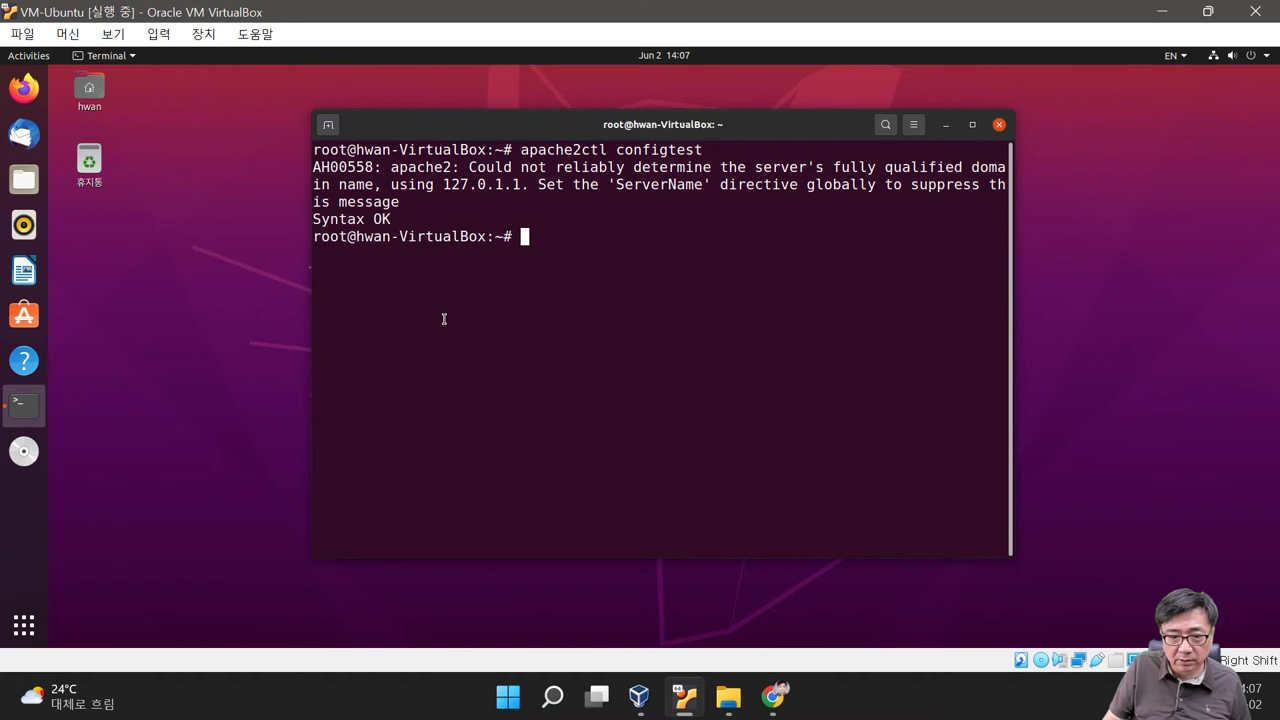 VM-Ubuntu [실행 중] - Oracle VM VirtualBox
파일 머신 보기 입력 장치 도움말
Activities Terminal Jun 2 14:07 EN
hwan
휴지통
root@hwan-VirtualBox: ~
root@hwan-VirtualBox:~# apache2ctl configtest
AH00558: apache2: Could not reliably determine the server's fully qualified doma
in name, using 127.0.1.1. Set the 'ServerName' directive globally to suppress th
is message
Syntax OK
root@hwan-VirtualBox:~#
Right Shift
24°C
대체로 흐림